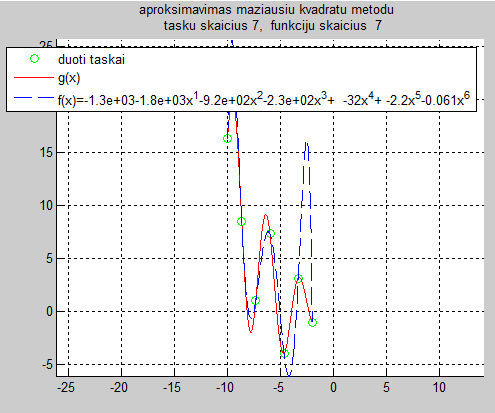 aproksimavimas maziausiu kvadratu metodu
tasku skaicius 7, funkciju skaicius 7
duoti taskai
g(x)
f(x)=-1.3e+03-1.8e+03x^1-9.2e+02x^2-2.3e+02x^3+ -32x^4+ -2.2x^5-0.061x^6
15
10
5
0
-5
-25 -20 -15 -10 -5 0 5 10